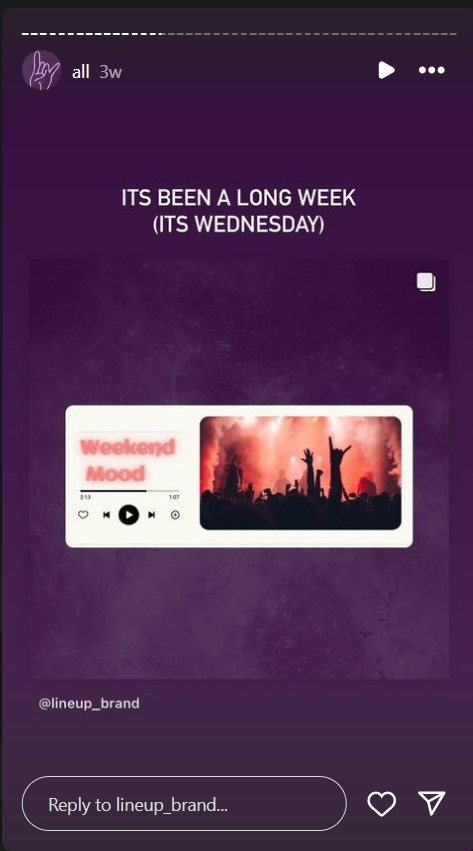 all 3w
ITS BEEN A LONG WEEK
(ITS WEDNESDAY)
Weekend
Mood
2:13 1:07
@lineup_brand
Reply to lineup_brand...